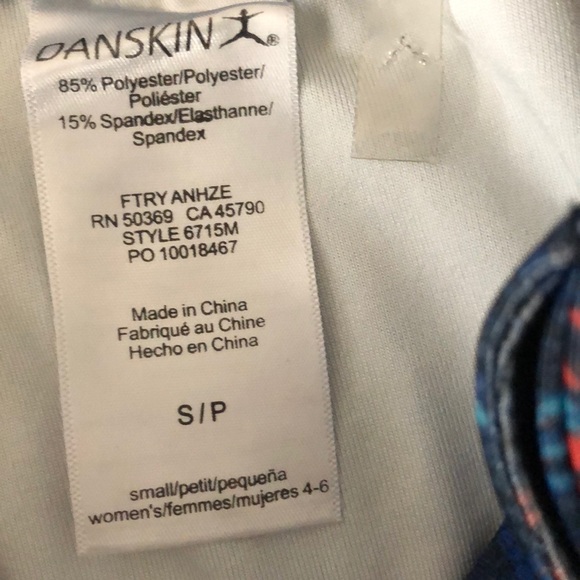 DANSKIN®
85% Polyester/Polyester/
Poliéster
15% Spandex/Elasthanne/
Spandex
FTRY ANHZE
RN 50369 CA 45790
STYLE 6715M
PO 10018467
Made in China
Fabriqué au Chine
Hecho en China
S/P
small/petit/pequeña
women's/femmes/mujeres 4-6